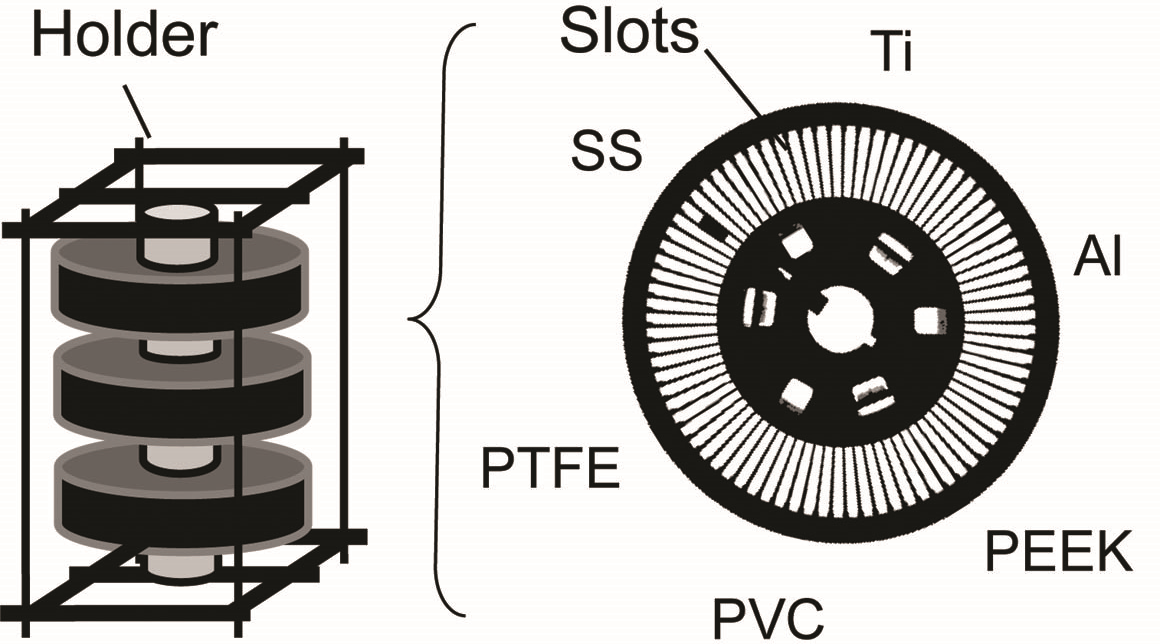 Holder
Slots
Ti
SS
Al
PTFE
PEEK
PVC